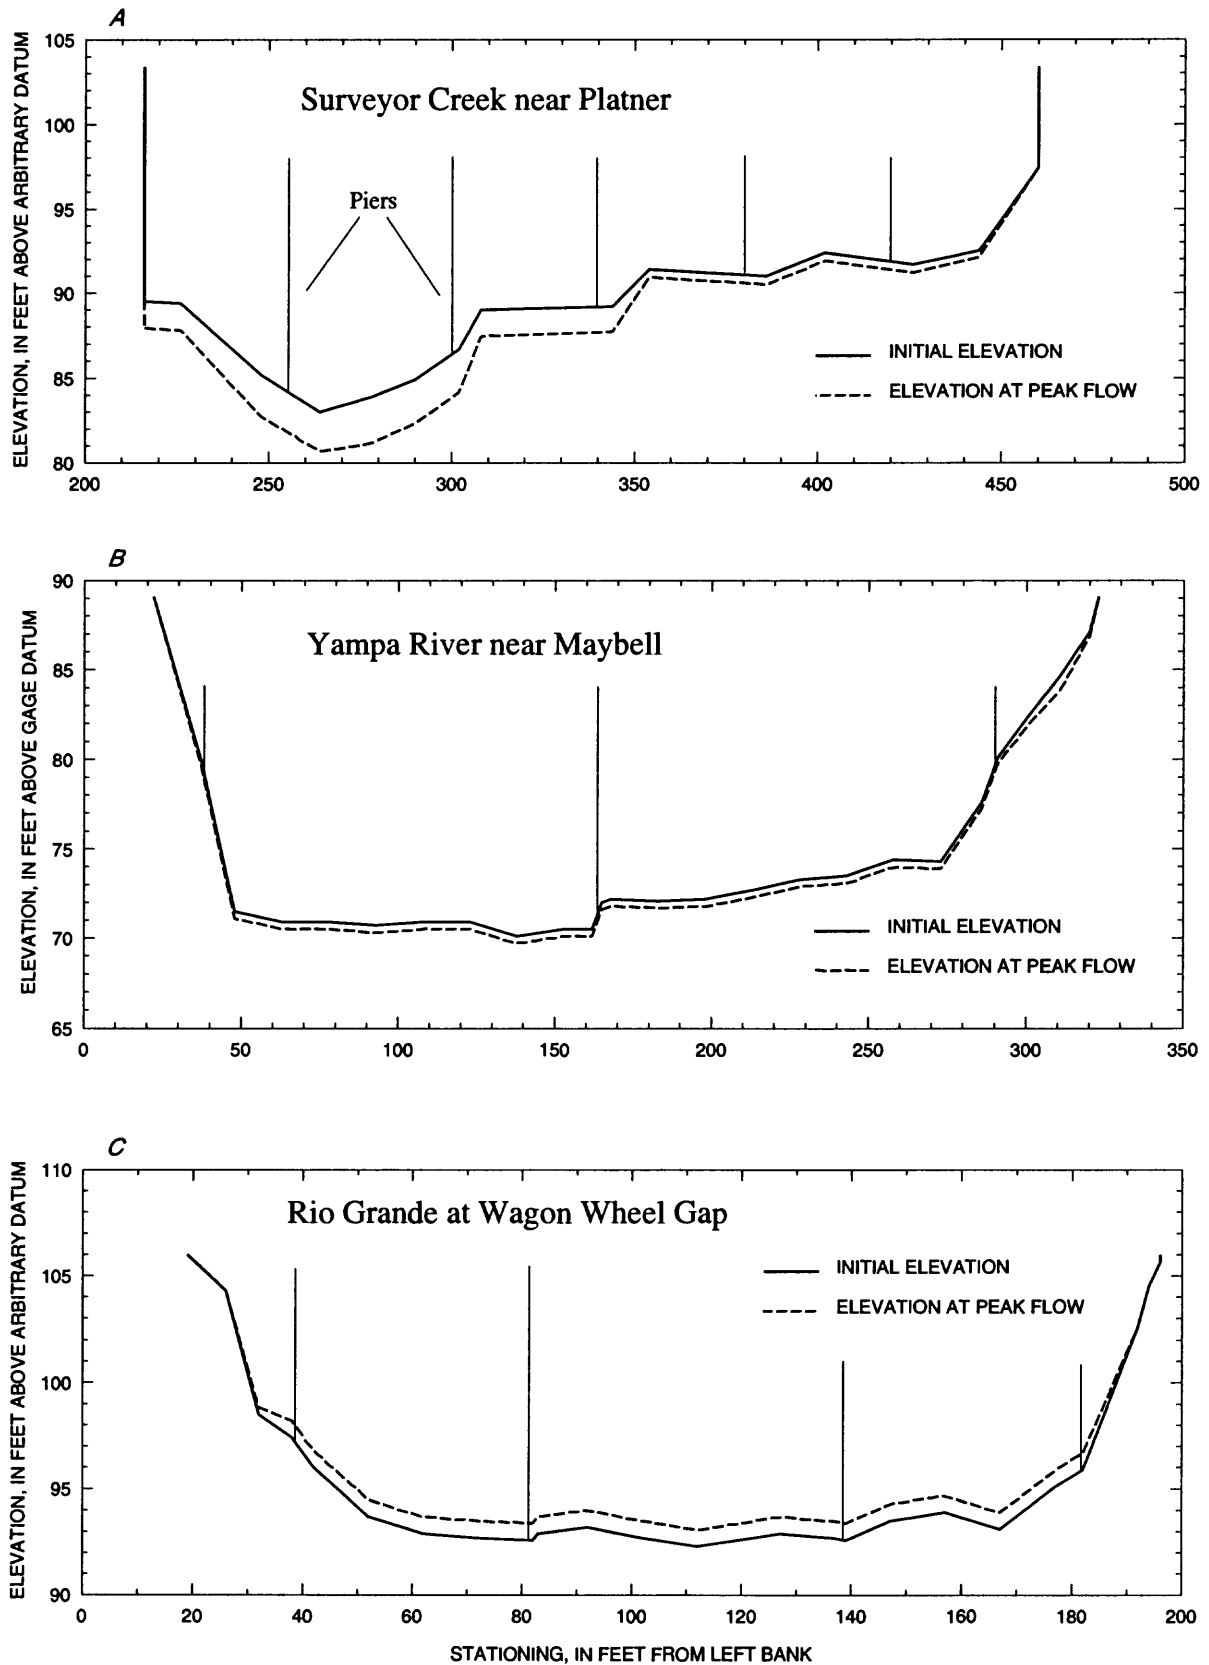 A
ELEVATION, IN FEET ABOVE ARBITRARY DATUM
105
100
95
90
85
80
Surveyor Creek near Platner
Piers
INITIAL ELEVATION
ELEVATION AT PEAK FLOW
200 250 300 350 400 450 500
B
ELEVATION, IN FEET ABOVE GAGE DATUM
90
85
80
75
70
65
Yampa River near Maybell
INITIAL ELEVATION
ELEVATION AT PEAK FLOW
0 50 100 150 200 250 300 350
C
ELEVATION, IN FEET ABOVE ARBITRARY DATUM
110
105
100
95
90
Rio Grande at Wagon Wheel Gap
INITIAL ELEVATION
ELEVATION AT PEAK FLOW
0 20 40 60 80 100 120 140 160 180 200
STATIONING, IN FEET FROM LEFT BANK